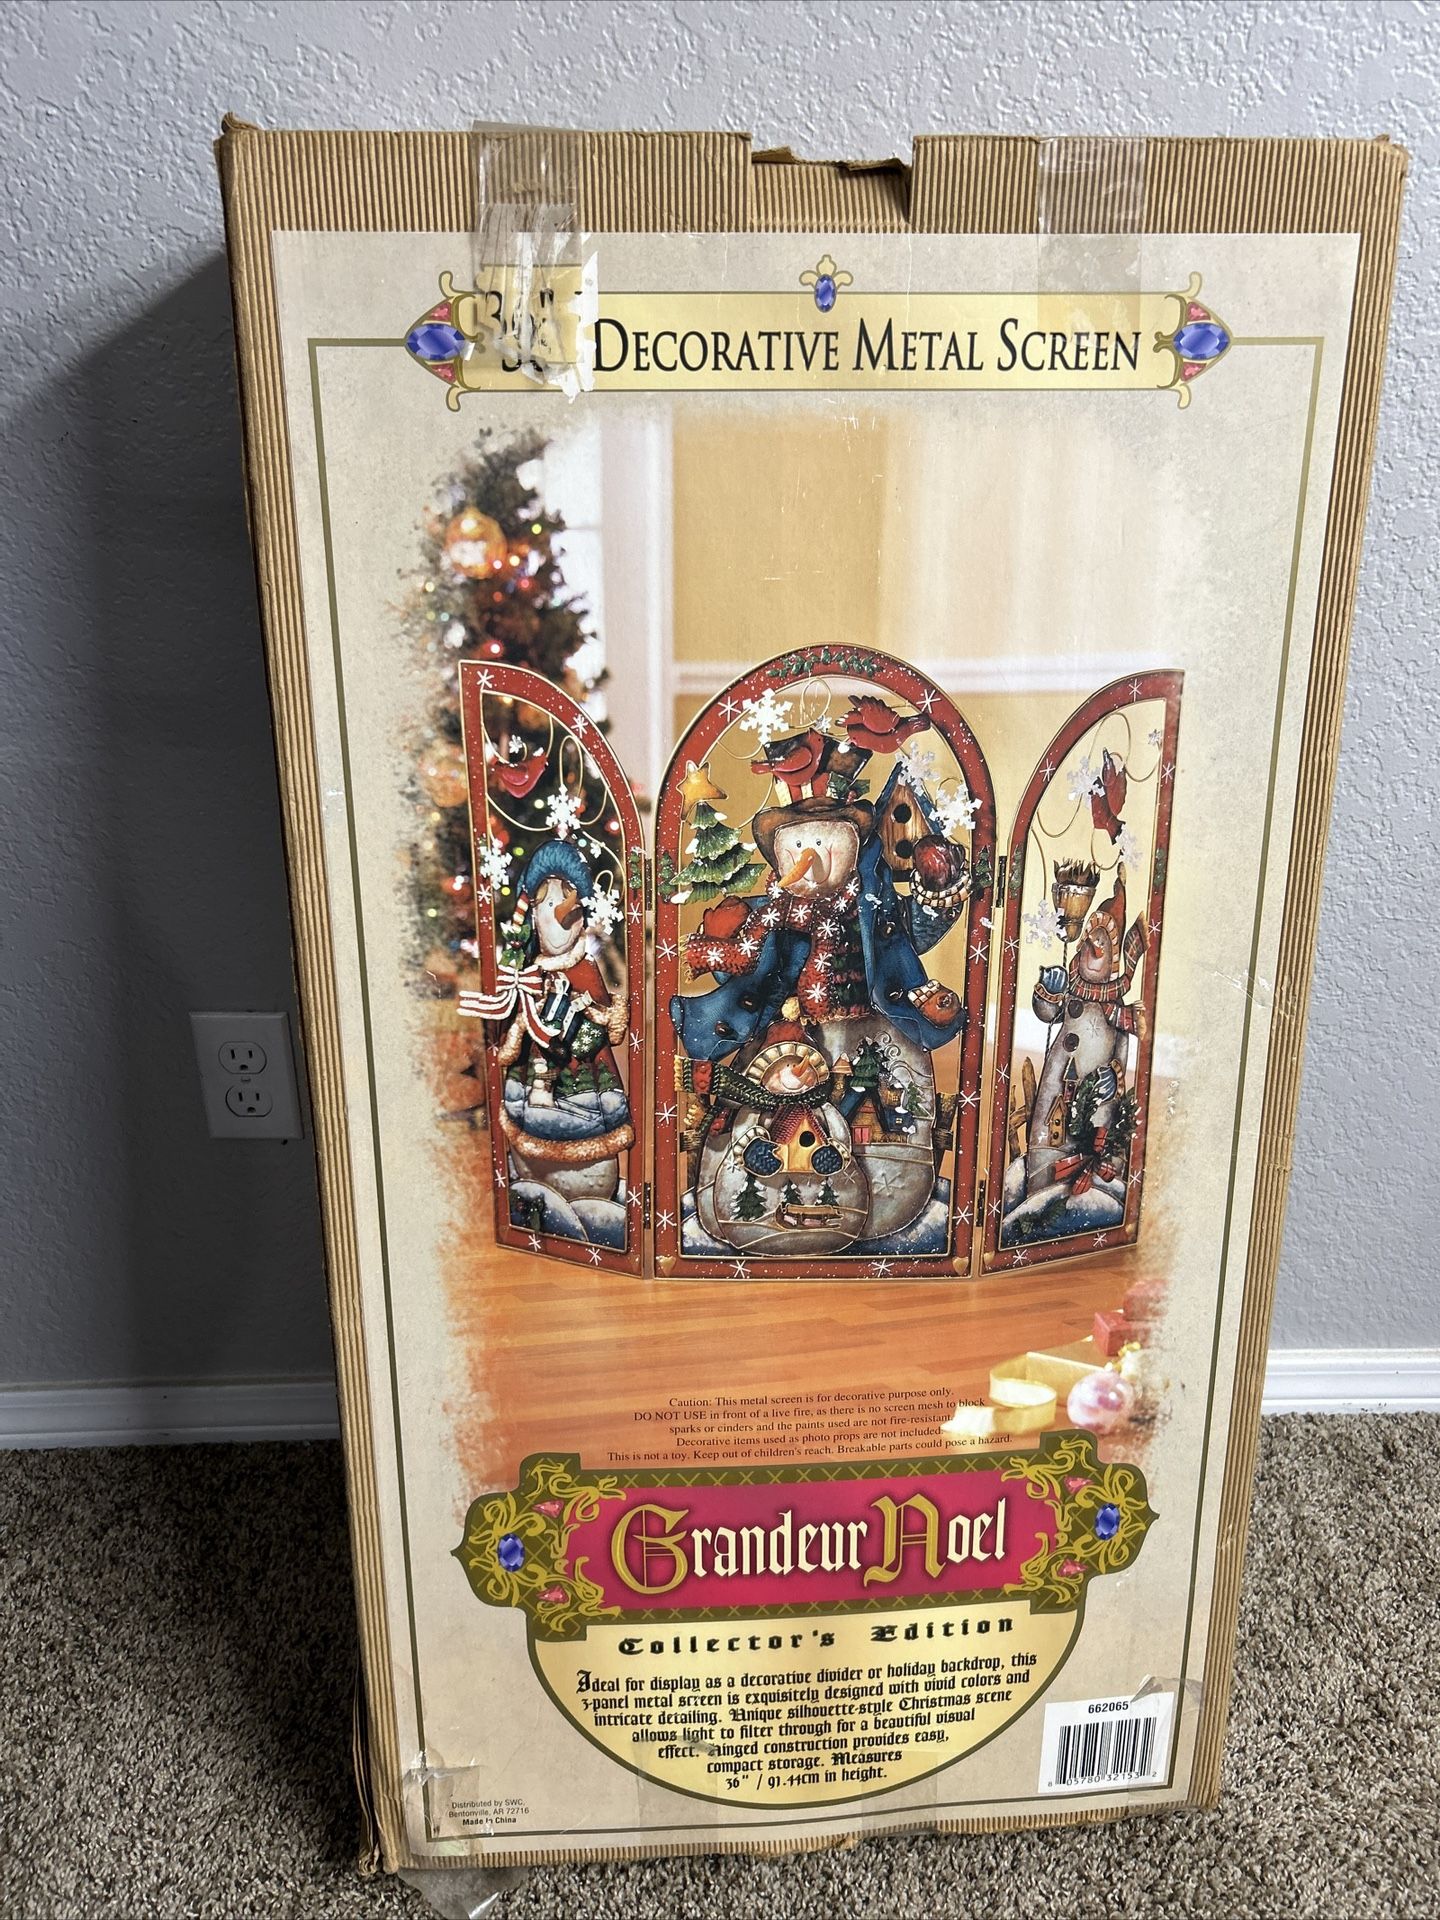 36" DECORATIVE METAL SCREEN
Caution: This metal screen is for decorative purpose only.
DO NOT USE in front of a live fire, as there is no screen mesh to block
sparks or cinders and the paints used are not fire-resistant.
Decorative items used as photo props are not included.
This is not a toy. Keep out of children's reach. Breakable parts could pose a hazard.
Grandeur Noel
Collector's Edition
Ideal for display as a decorative divider or holiday backdrop, this
3-panel metal screen is exquisitely designed with vivid colors and
intricate detailing. Unique silhouette-style Christmas scene
allows light to filter through for a beautiful visual
effect. Hinged construction provides easy,
compact storage. Measures
36" / 91.44cm in height.
662065
8 05780 32153 2
Distributed by SWC,
Bentonville, AR 72716
Made in China